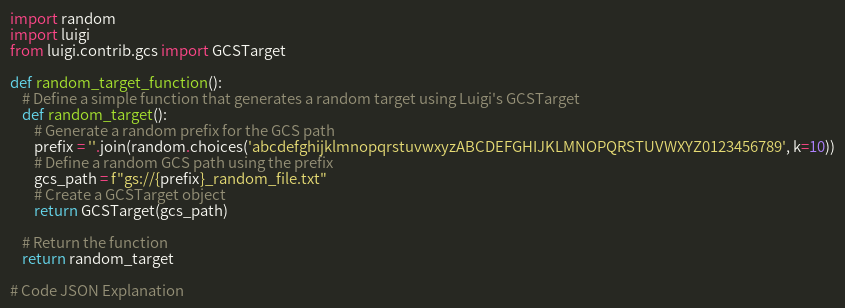 import random
import luigi
from luigi.contrib.gcs import GCSTarget

def random_target_function():
    # Define a simple function that generates a random target using Luigi's GCSTarget
    def random_target():
        # Generate a random prefix for the GCS path
        prefix = ''.join(random.choices('abcdefghijklmnopqrstuvwxyzABCDEFGHIJKLMNOPQRSTUVWXYZ0123456789', k=10))
        # Define a random GCS path using the prefix
        gcs_path = f"gs://{prefix}_random_file.txt"
        # Create a GCSTarget object
        return GCSTarget(gcs_path)

    # Return the function
    return random_target

# Code JSON Explanation